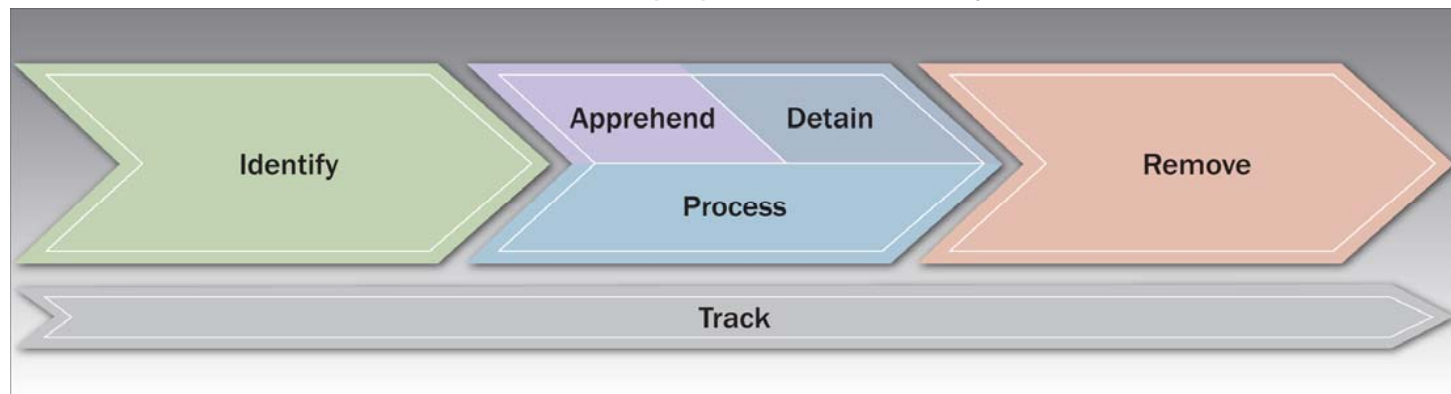 Identify
Apprehend
Detain
Process
Remove
Track